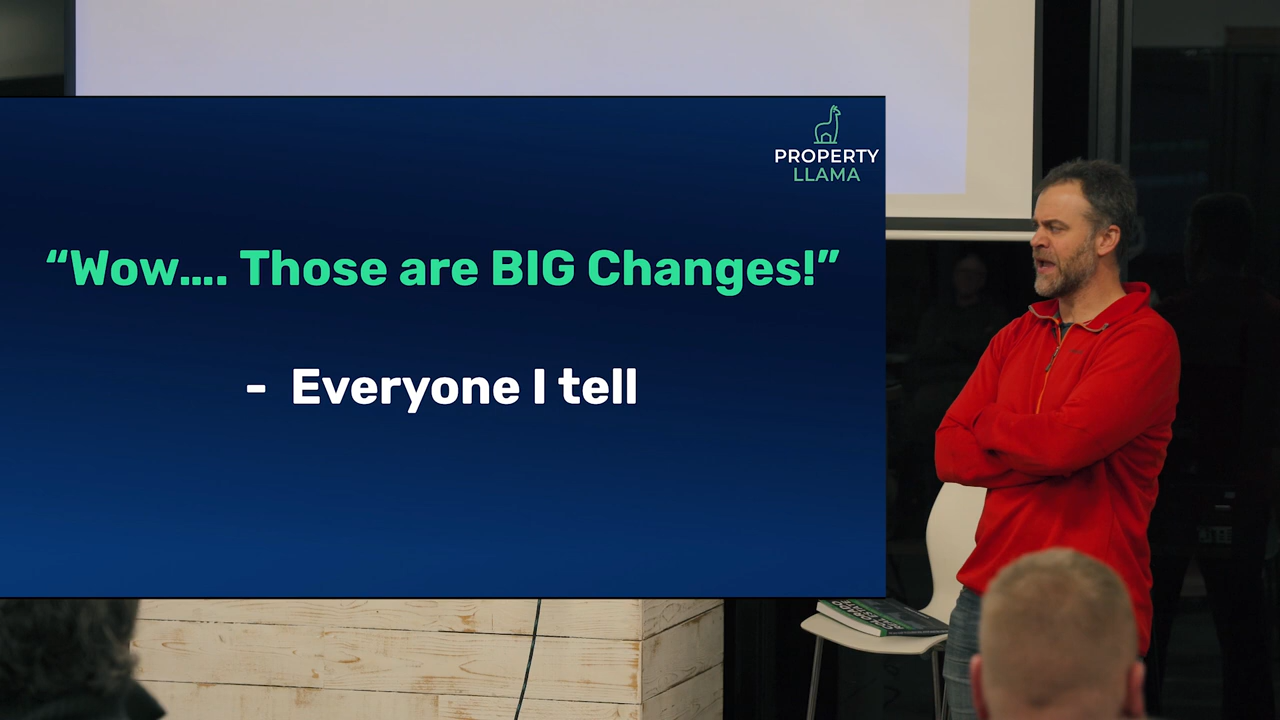 PROPERTY
LLAMA
“Wow.... Those are BIG Changes!”
- Everyone I tell